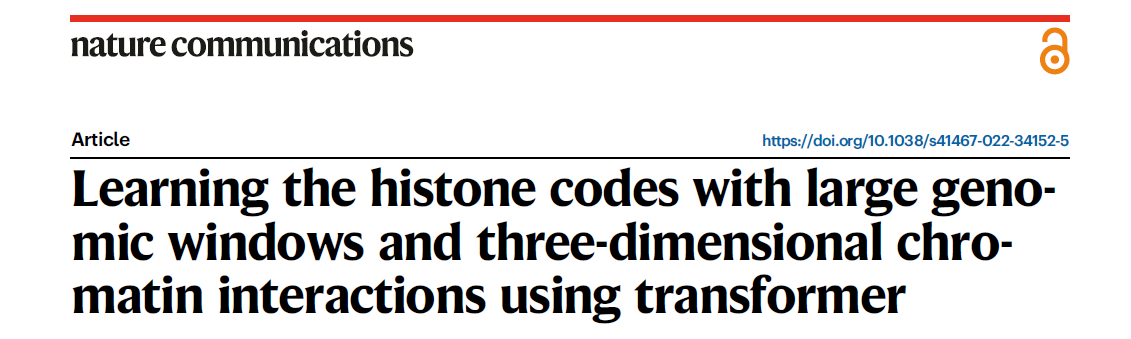 nature communications
Article
https://doi.org/10.1038/s41467-022-34152-5
Learning the histone codes with large geno-
mic windows and three-dimensional chro-
matin interactions using transformer